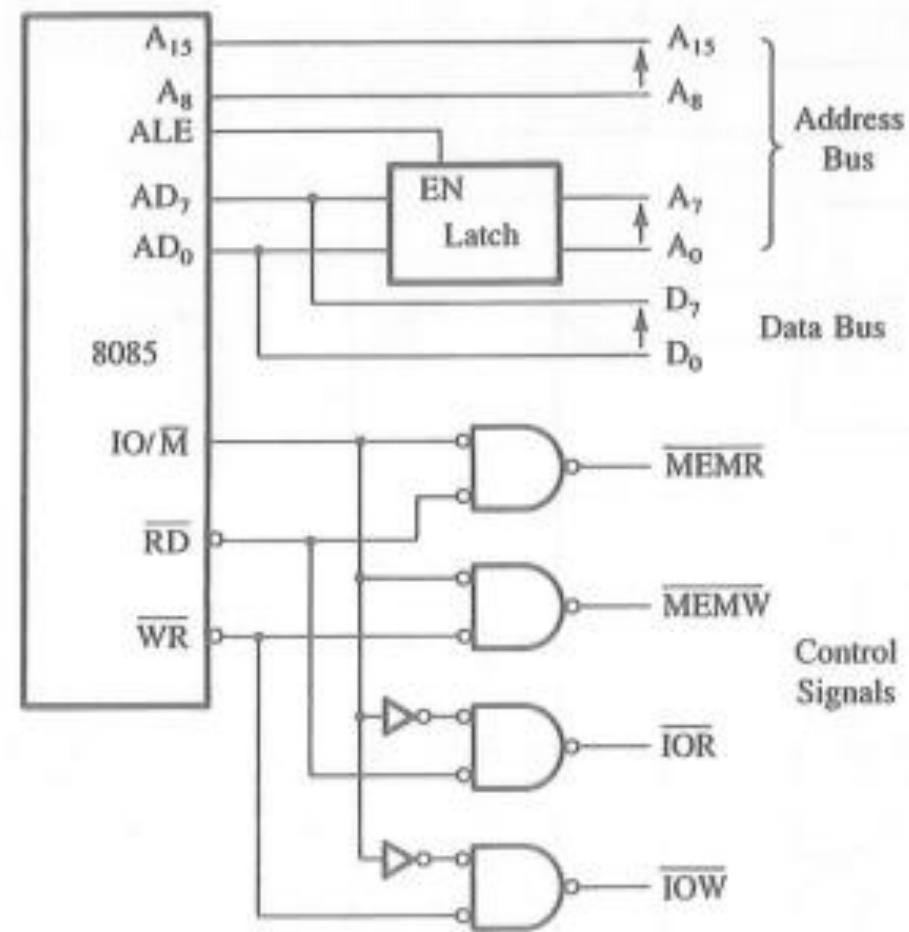 A₁₅
A₈
ALE
AD₇
AD₀
8085
IO/M̅
R̅D̅
W̅R̅
EN
Latch
A₁₅
A₈
A₇
A₀
Address
Bus
D₇
D₀
Data Bus
M̅E̅M̅R̅
M̅E̅M̅W̅
I̅O̅R̅
I̅O̅W̅
Control
Signals